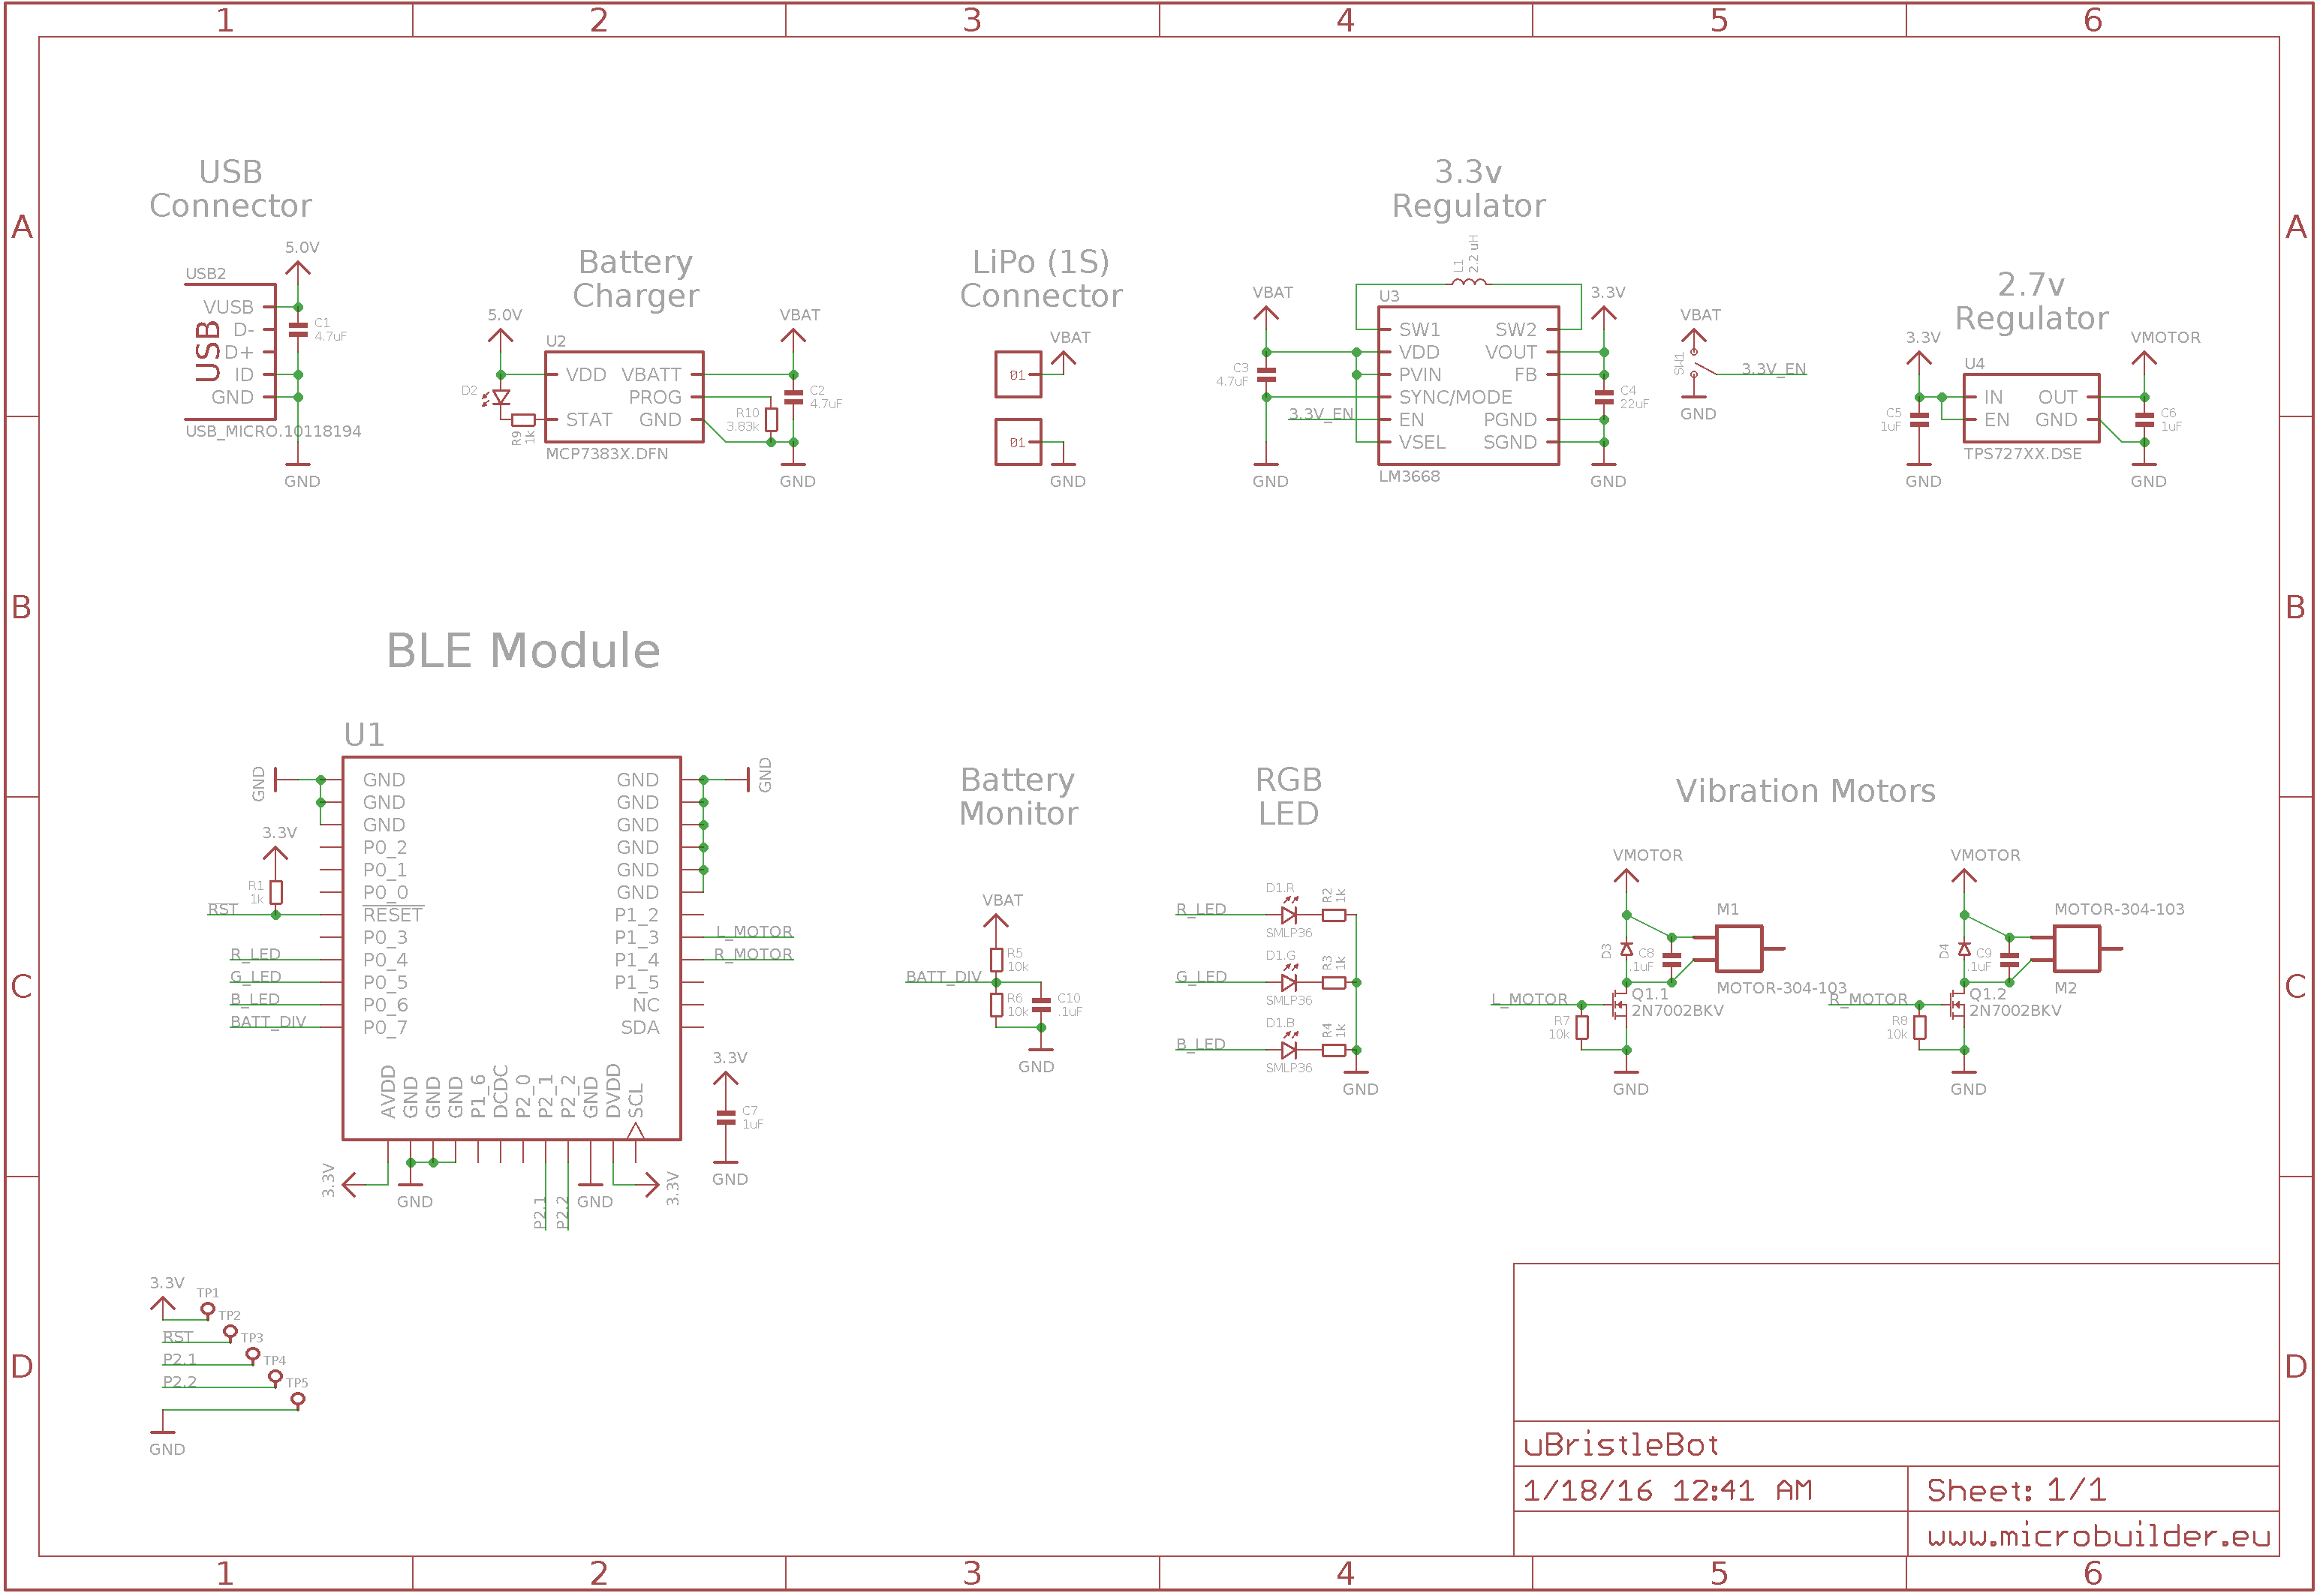 1 2 3 4 5 6
A A
B B
C C
D D
USB
Connector
5.0V
USB2
VUSB
D-
D+
ID
GND
USB
USB_MICRO.10118194
C1
4.7uF
GND
Battery
Charger
5.0V
VBAT
U2
VDD VBATT
PROG
STAT GND
MCP7383X.DFN
D2
R9
1k
R10
3.83k
C2
4.7uF
GND
LiPo (1S)
Connector
VBAT
01
01
GND
3.3v
Regulator
L1
2.2 uH
VBAT
U3
3.3V
SW1 SW2
VDD VOUT
PVIN FB
SYNC/MODE
EN PGND
VSEL SGND
LM3668
C3
4.7uF
3.3V_EN
C4
22uF
GND
GND
VBAT
SW1
3.3V_EN
GND
2.7v
Regulator
3.3V
VMOTOR
U4
IN OUT
EN GND
TPS727XX.DSE
C5
1uF
C6
1uF
GND
GND
BLE Module
U1
GND
GND
GND
GND
P0_2
P0_1
P0_0
RESET
P0_3
P0_4
P0_5
P0_6
P0_7
GND
GND
GND
GND
GND
GND
GND
P1_2
P1_3
P1_4
P1_5
NC
SDA
3.3V
R1
1k
RST
R_LED
G_LED
B_LED
BATT_DIV
L_MOTOR
R_MOTOR
AVDD
GND
GND
GND
P1_6
DCDC
P2_0
P2_1
P2_2
GND
DVDD
SCL
3.3V
GND
P2.1
P2.2
GND
3.3V
3.3V
C7
1uF
GND
Battery
Monitor
VBAT
R5
10k
BATT_DIV
R6
10k
C10
.1uF
GND
RGB
LED
R_LED
D1.R
SMLP36
R2
1k
G_LED
D1.G
SMLP36
R3
1k
B_LED
D1.B
SMLP36
R4
1k
GND
Vibration Motors
VMOTOR
M1
D3
C8
.1uF
MOTOR-304-103
L_MOTOR
Q1.1
2N7002BKV
R7
10k
GND
VMOTOR
MOTOR-304-103
D4
C9
.1uF
M2
R_MOTOR
Q1.2
2N7002BKV
R8
10k
GND
3.3V
TP1
TP2
RST
TP3
P2.1
TP4
P2.2
TP5
GND
uBristleBot
1/18/16 12:41 AM
Sheet: 1/1
www.microbuilder.eu
1 2 3 4 5 6